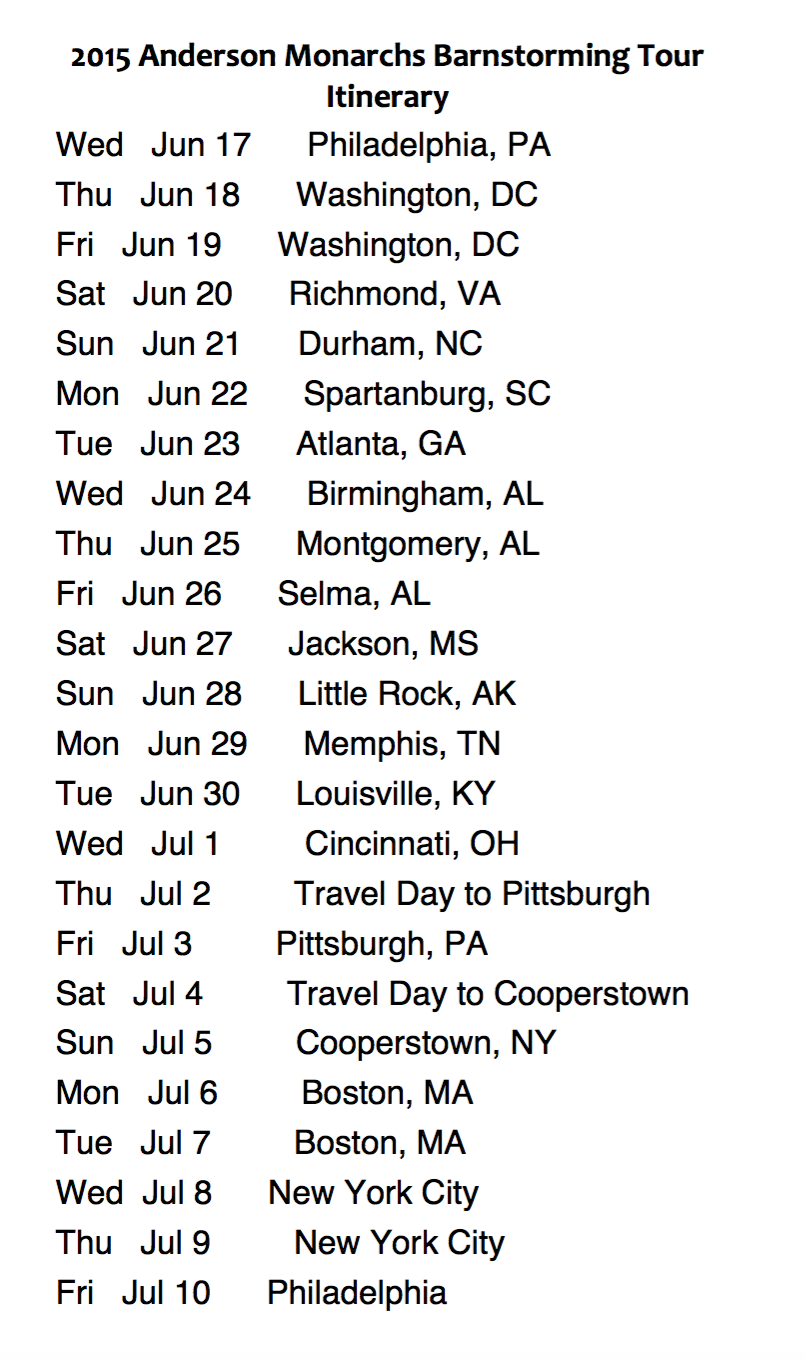 2015 Anderson Monarchs Barnstorming Tour
Itinerary
Wed Jun 17 Philadelphia, PA
Thu Jun 18 Washington, DC
Fri Jun 19 Washington, DC
Sat Jun 20 Richmond, VA
Sun Jun 21 Durham, NC
Mon Jun 22 Spartanburg, SC
Tue Jun 23 Atlanta, GA
Wed Jun 24 Birmingham, AL
Thu Jun 25 Montgomery, AL
Fri Jun 26 Selma, AL
Sat Jun 27 Jackson, MS
Sun Jun 28 Little Rock, AK
Mon Jun 29 Memphis, TN
Tue Jun 30 Louisville, KY
Wed Jul 1 Cincinnati, OH
Thu Jul 2 Travel Day to Pittsburgh
Fri Jul 3 Pittsburgh, PA
Sat Jul 4 Travel Day to Cooperstown
Sun Jul 5 Cooperstown, NY
Mon Jul 6 Boston, MA
Tue Jul 7 Boston, MA
Wed Jul 8 New York City
Thu Jul 9 New York City
Fri Jul 10 Philadelphia